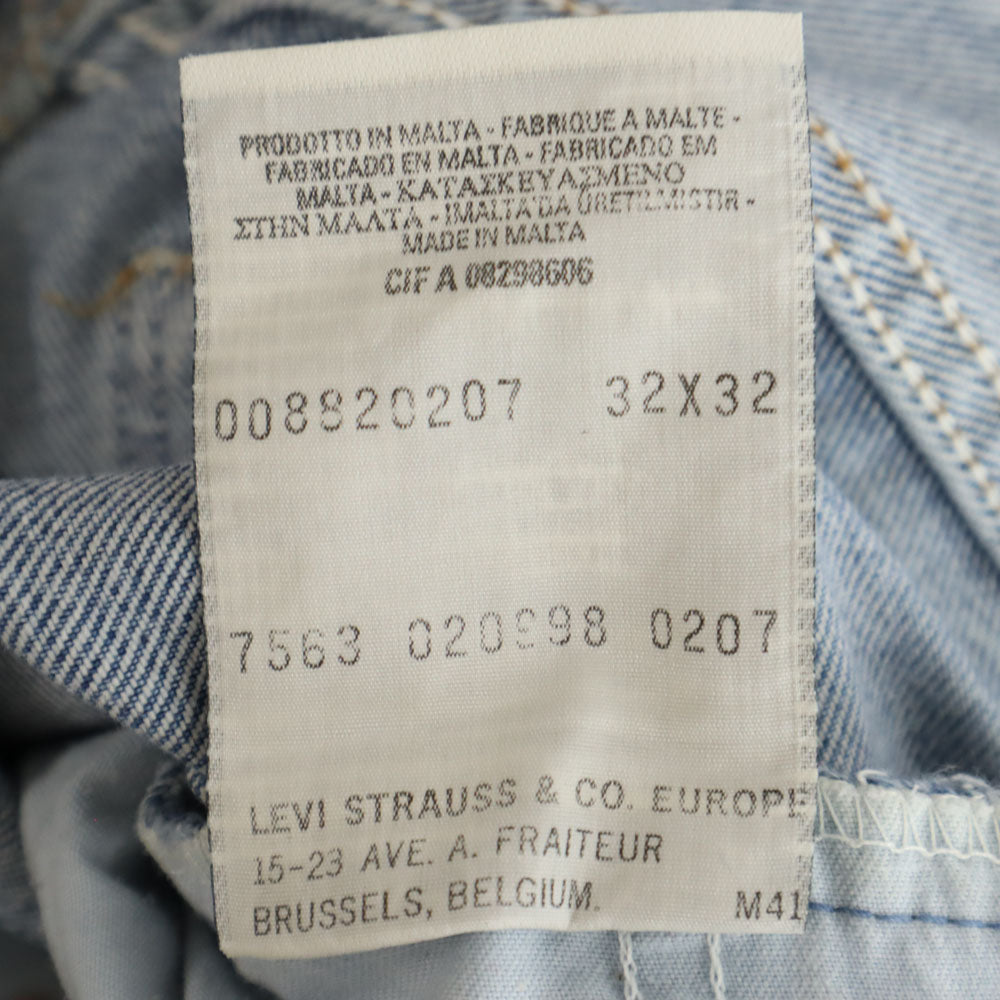 PRODOTTO IN MALTA - FABRIQUE A MALTE -
FABRICADO EN MALTA - FABRICADO EM
MALTA - ΚΑΤΑΣΚΕΥΑΣΜΕΝΟ
ΣΤΗΝ ΜΑΛΤΑ - IMALTA'DA ÜRETILMISTIR -
MADE IN MALTA
CIF A 08298606
008820207 32X32
7563 020998 0207
LEVI STRAUSS & CO. EUROPE
15-23 AVE. A. FRAITEUR
BRUSSELS, BELGIUM. M41